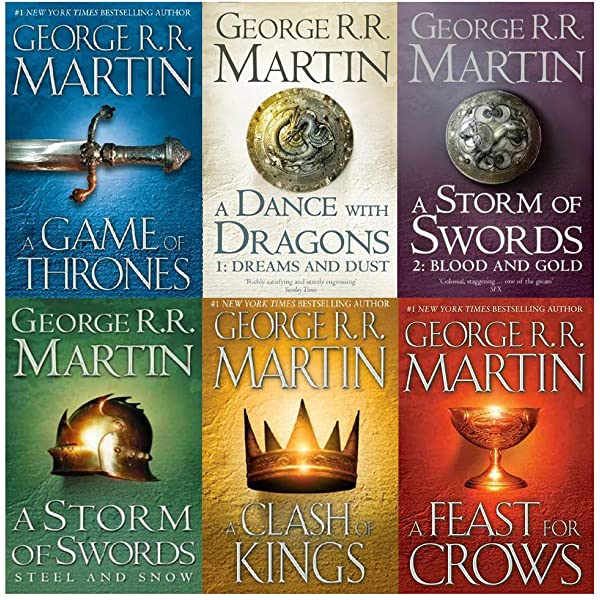 #1 NEW YORK TIMES BESTSELLING AUTHOR
GEORGE R.R.
MARTIN
A GAME OF
THRONES
GEORGE R.R.
MARTIN
A DANCE WITH
DRAGONS
1: DREAMS AND DUST
'Richly satisfying and utterly engrossing'
Sunday Times
GEORGE R.R.
MARTIN
A STORM OF
SWORDS
2: BLOOD AND GOLD
'Colossal, staggering ... one of the greats'
SFX
GEORGE R.R.
MARTIN
A STORM
OF SWORDS
STEEL AND SNOW
#1 NEW YORK TIMES BESTSELLING AUTHOR
GEORGE R.R.
MARTIN
A CLASH OF
KINGS
#1 NEW YORK TIMES BESTSELLING AUTHOR
GEORGE R.R.
MARTIN
A FEAST FOR
CROWS